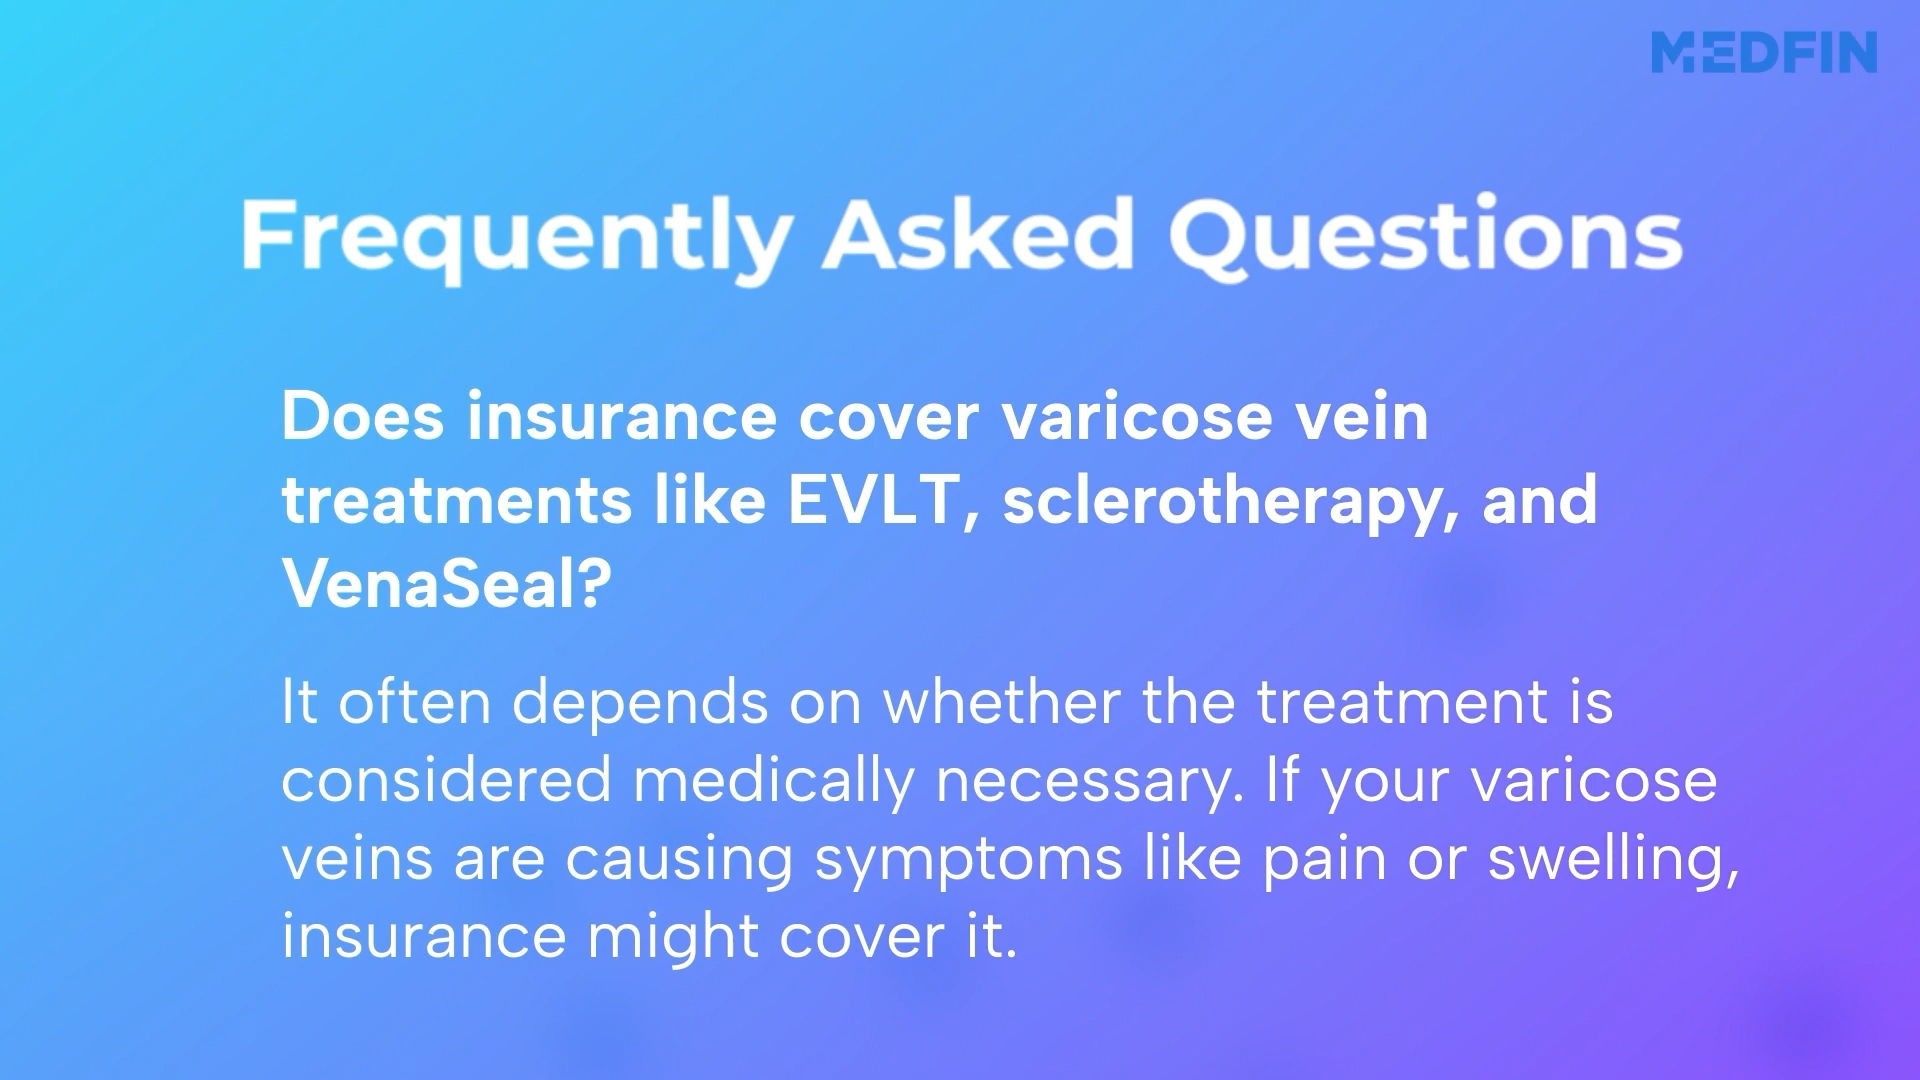 MEDFIN
Frequently Asked Questions
Does insurance cover varicose vein
treatments like EVLT, sclerotherapy, and
VenaSeal?
It often depends on whether the treatment is
considered medically necessary. If your varicose
veins are causing symptoms like pain or swelling,
insurance might cover it.